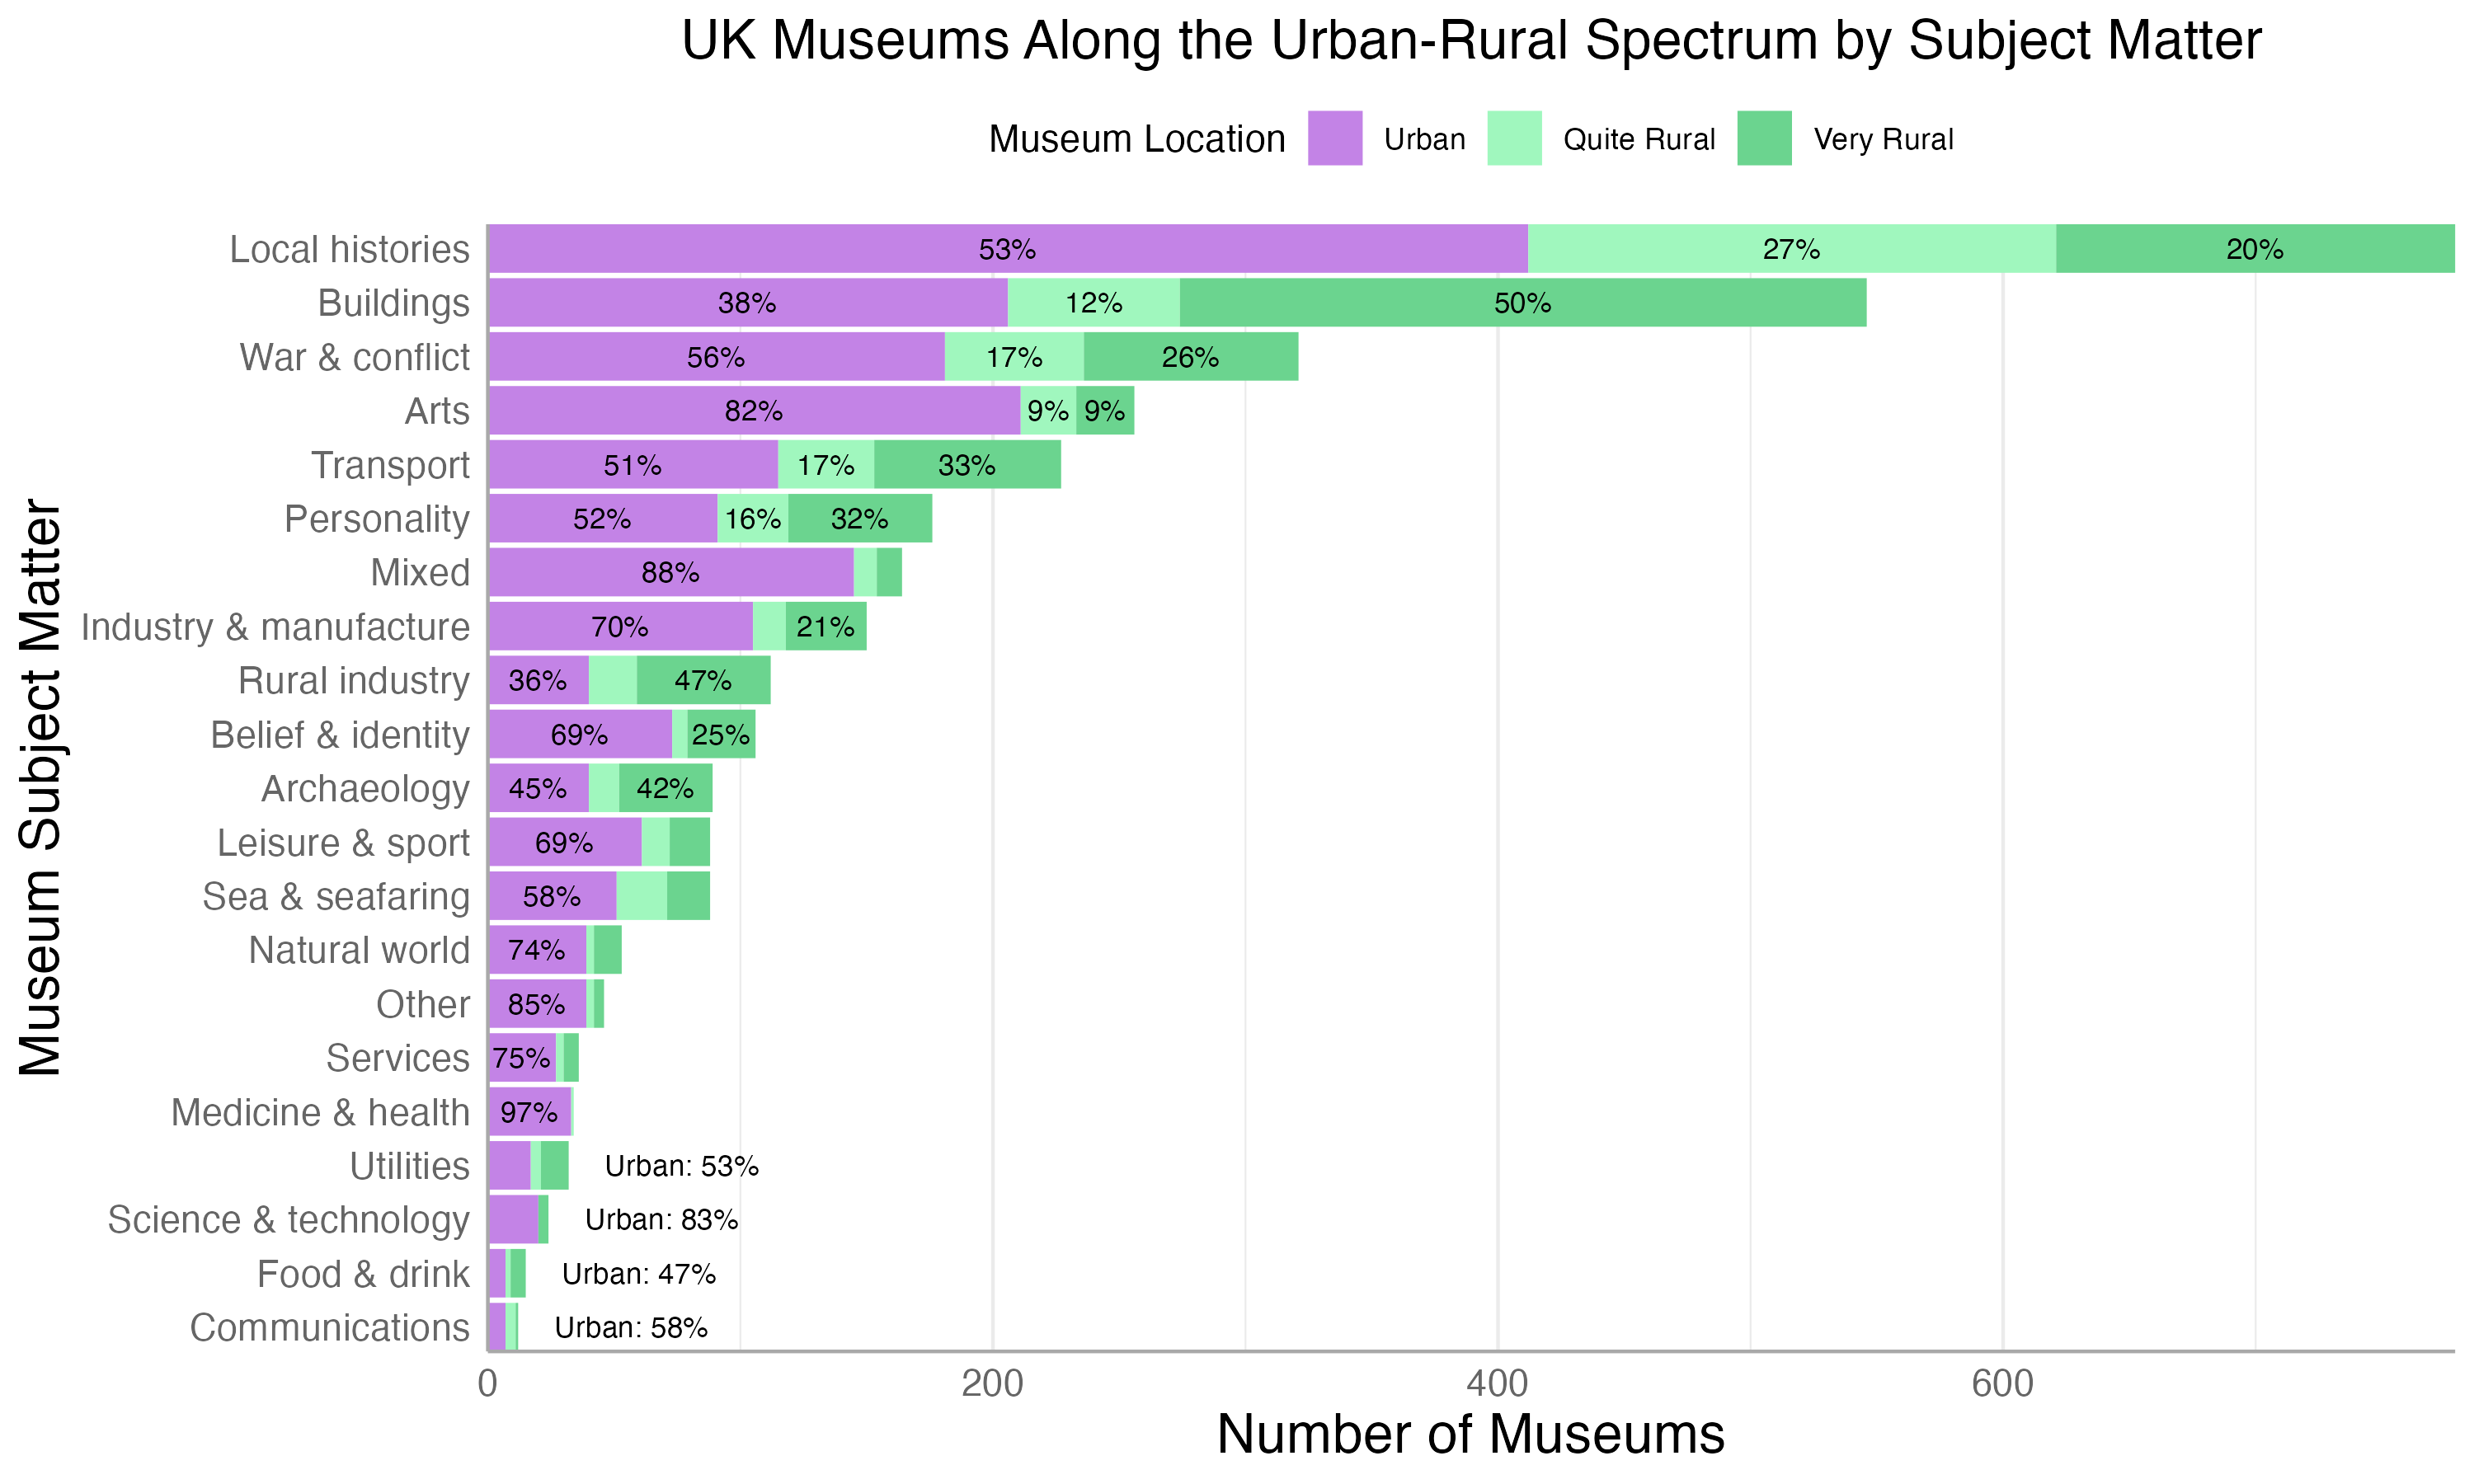 UK Museums Along the Urban-Rural Spectrum by Subject Matter
Museum Location Urban Quite Rural Very Rural
Museum Subject Matter
Local histories 53% 27% 20%
Buildings 38% 12% 50%
War & conflict 56% 17% 26%
Arts 82% 9% 9%
Transport 51% 17% 33%
Personality 52% 16% 32%
Mixed 88%
Industry & manufacture 70% 21%
Rural industry 36% 47%
Belief & identity 69% 25%
Archaeology 45% 42%
Leisure & sport 69%
Sea & seafaring 58%
Natural world 74%
Other 85%
Services 75%
Medicine & health 97%
Utilities Urban: 53%
Science & technology Urban: 83%
Food & drink Urban: 47%
Communications Urban: 58%
0 200 400 600
Number of Museums